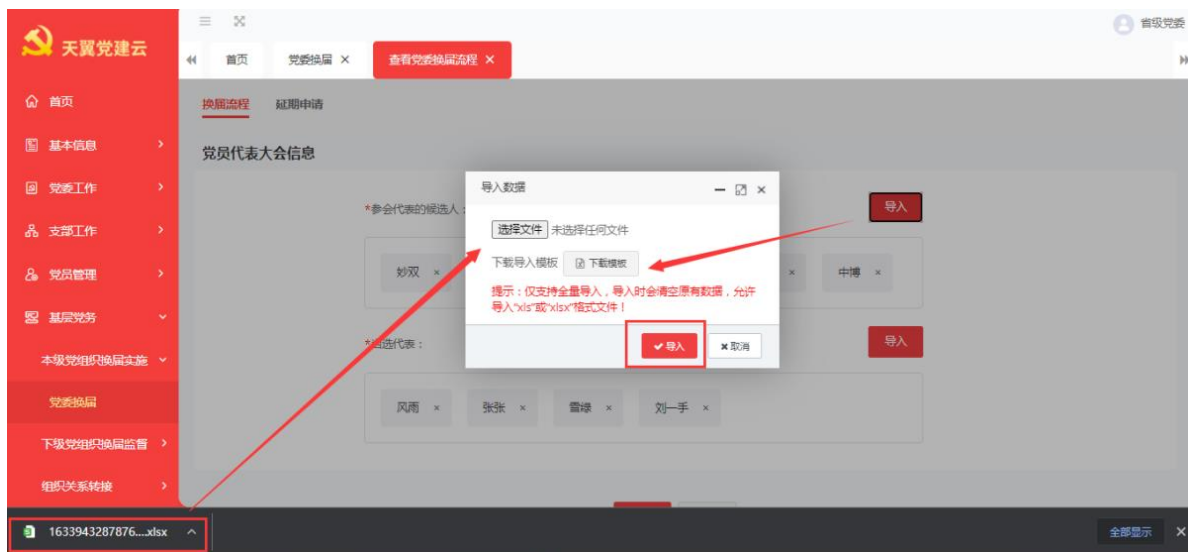 天翼党建云
省级党委
首页
党委换届 ×
查看党委换届流程 ×
首页
基本信息
党委工作
支部工作
党员管理
基层党务
本级党组织换届实施
党委换届
下级党组织换届监督
组织关系转接
换届流程
延期申请
党员代表大会信息
*参会代表的候选人：
导入
妙双 ×
×
中博 ×
导入数据
选择文件 未选择任何文件
下载导入模板 下载模板
提示：仅支持全量导入，导入时会清空原有数据，允许
导入"xls"或"xlsx"格式文件！
导入
取消
选代表：
导入
风雨 ×
张张 ×
雪绿 ×
刘一手 ×
1633943287876....xlsx
全部显示 ×